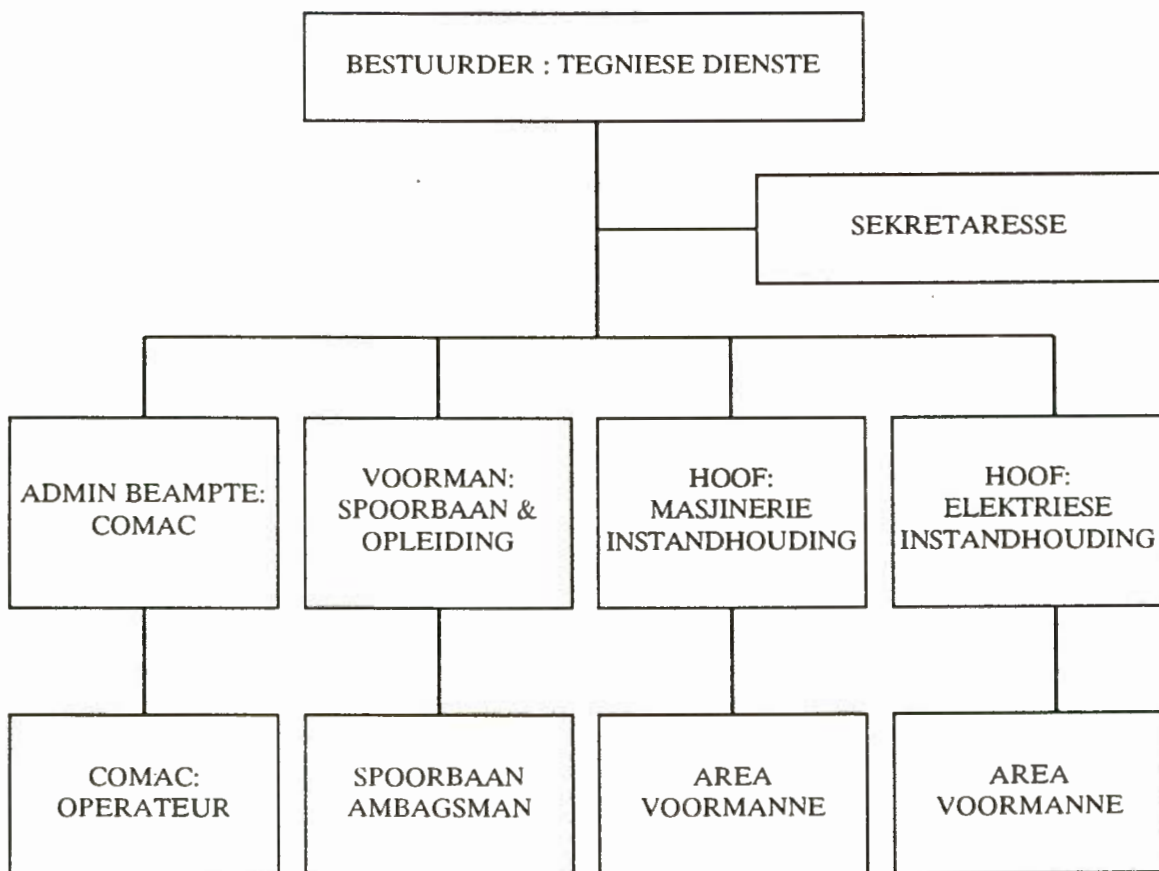 BESTUURDER : TEGNIESE DIENSTE
SEKRETARESSE
ADMIN BEAMPTE:
COMAC
VOORMAN:
SPOORBAAN &
OPLEIDING
HOOF:
MASJINERIE
INSTANDHOUDING
HOOF:
ELEKTRIESE
INSTANDHOUDING
COMAC:
OPERATEUR
SPOORBAAN
AMBAGSMAN
AREA
VOORMANNE
AREA
VOORMANNE